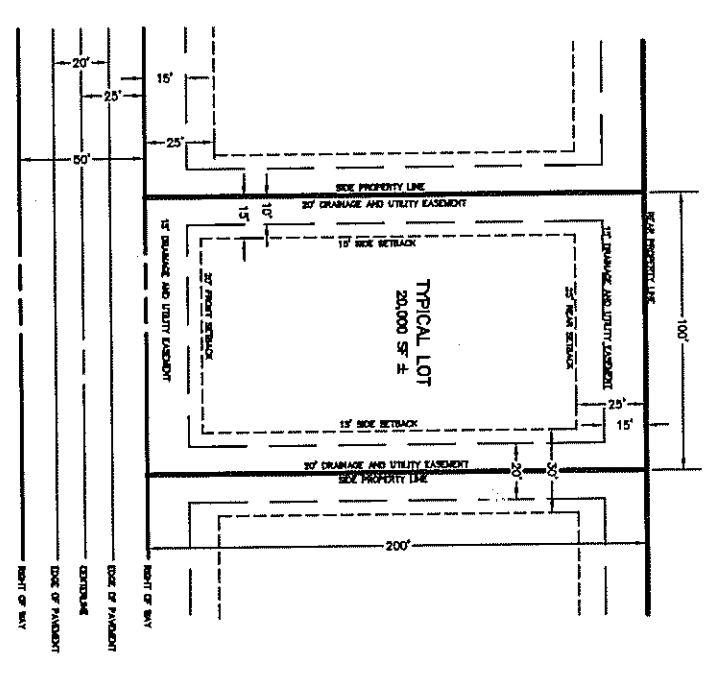 20'
15'
25'
25'
50'
SIDE PROPERTY LINE
20' DRAINAGE AND UTILITY EASEMENT
15'
10'
15' SIDE SETBACK
15' DRAINAGE AND UTILITY EASEMENT
20' FRONT SETBACK
TYPICAL LOT
20,000 SF ±
25' REAR SETBACK
15' DRAINAGE AND UTILITY EASEMENT
REAR PROPERTY LINE
100'
25'
15'
15' SIDE SETBACK
20' DRAINAGE AND UTILITY EASEMENT
SIDE PROPERTY LINE
20'
30'
200'
RIGHT OF WAY
EDGE OF PAVEMENT
CENTERLINE
EDGE OF PAVEMENT
RIGHT OF WAY